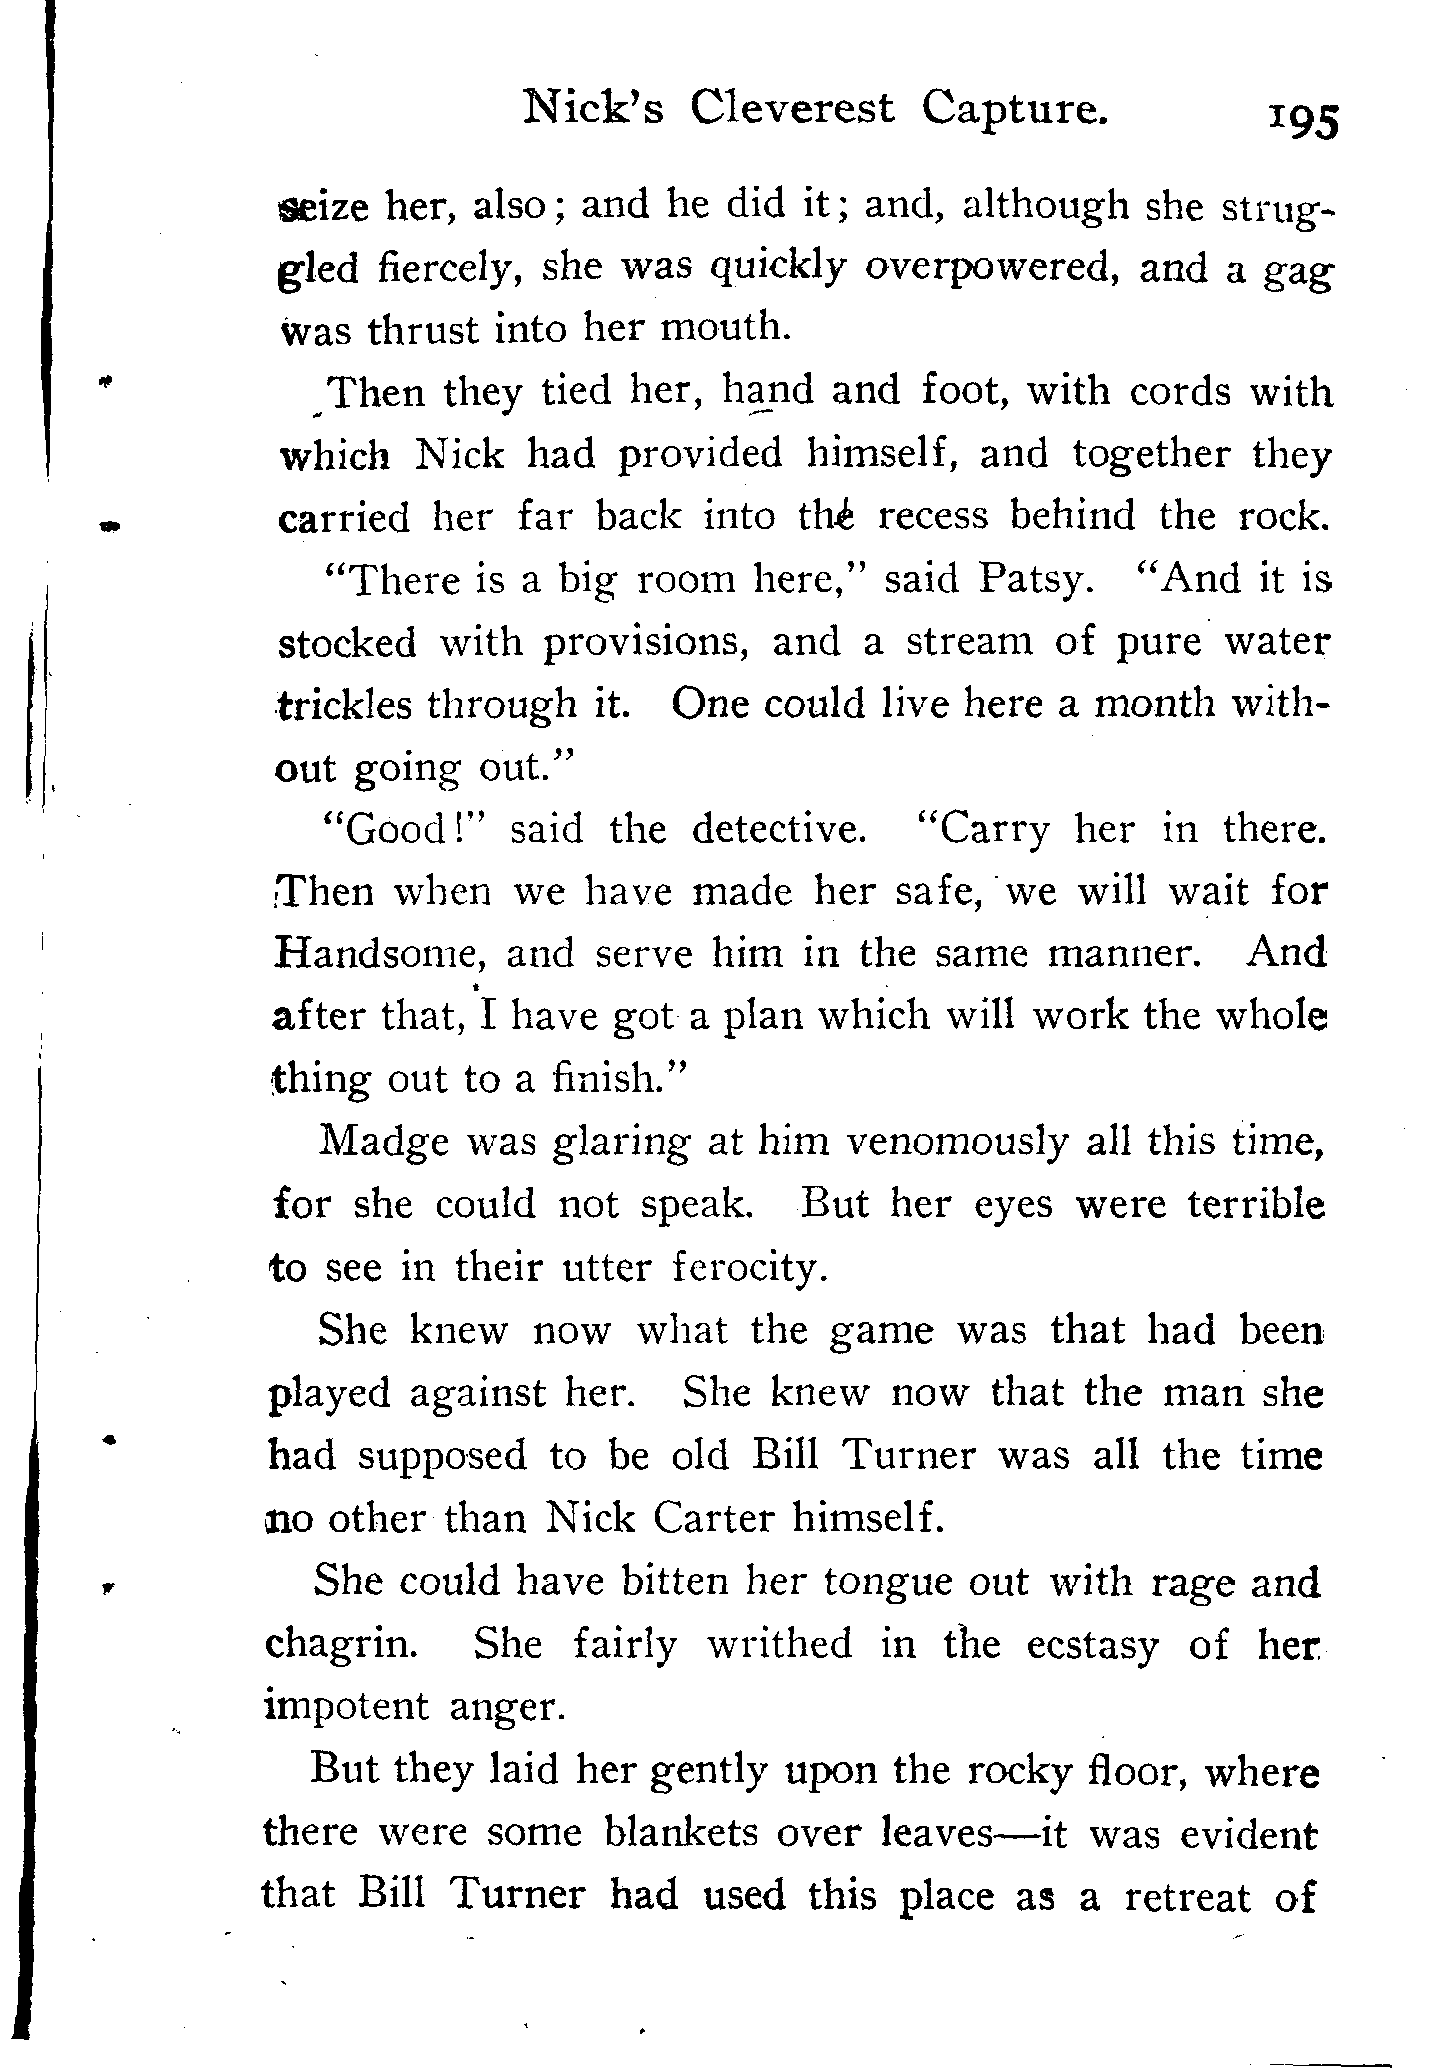 Nick's Cleverest Capture. 195
seize her, also; and he did it; and, although she strug-
gled fiercely, she was quickly overpowered, and a gag
was thrust into her mouth.
Then they tied her, hand and foot, with cords with
which Nick had provided himself, and together they
carried her far back into the recess behind the rock.
"There is a big room here," said Patsy. "And it is
stocked with provisions, and a stream of pure water
trickles through it. One could live here a month with-
out going out."
"Good!" said the detective. "Carry her in there.
Then when we have made her safe, we will wait for
Handsome, and serve him in the same manner. And
after that, I have got a plan which will work the whole
thing out to a finish."
Madge was glaring at him venomously all this time,
for she could not speak. But her eyes were terrible
to see in their utter ferocity.
She knew now what the game was that had been
played against her. She knew now that the man she
had supposed to be old Bill Turner was all the time
no other than Nick Carter himself.
She could have bitten her tongue out with rage and
chagrin. She fairly writhed in the ecstasy of her
impotent anger.
But they laid her gently upon the rocky floor, where
there were some blankets over leaves—it was evident
that Bill Turner had used this place as a retreat of